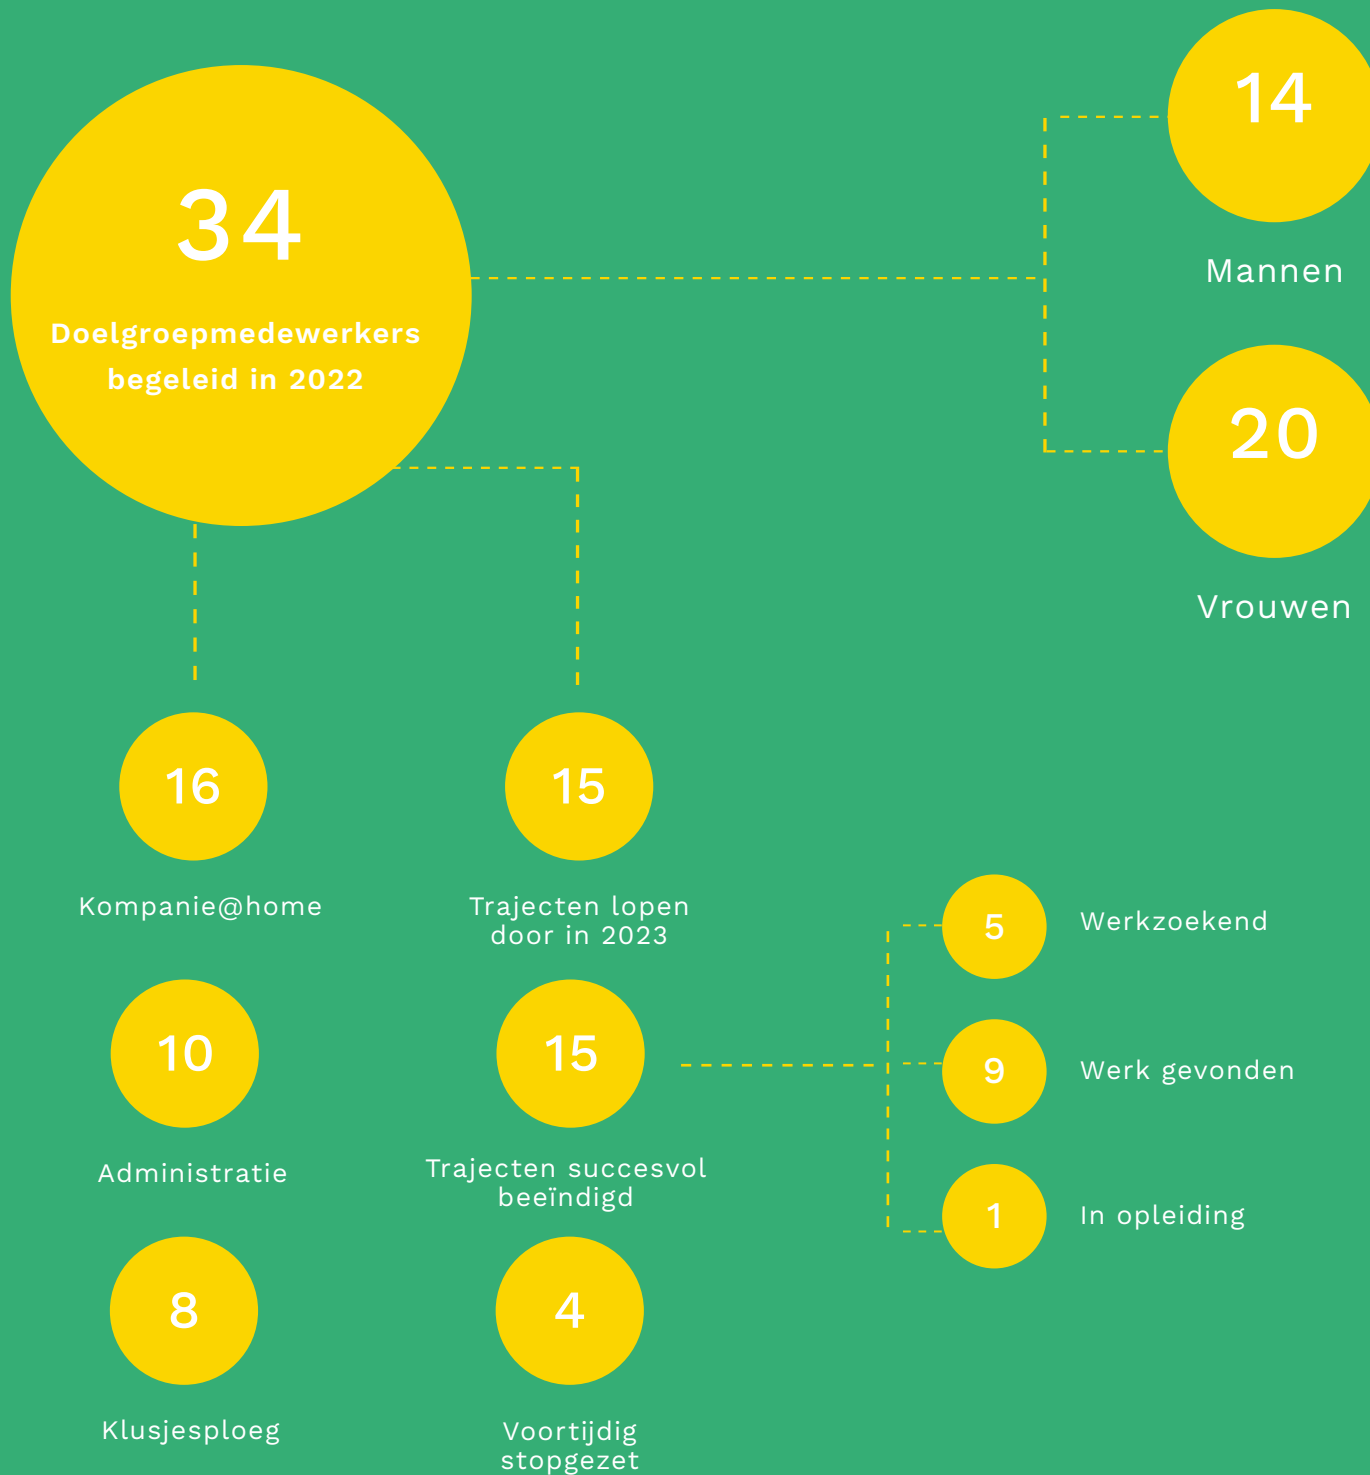 34
Doelgroepmedewerkers
begeleid in 2022
14
Mannen
20
Vrouwen
16
Kompanie@home
10
Administratie
8
Klusjesploeg
15
Trajecten lopen
door in 2023
15
Trajecten succesvol
beeïndigd
4
Voortijdig
stopgezet
5
Werkzoekend
9
Werk gevonden
1
In opleiding